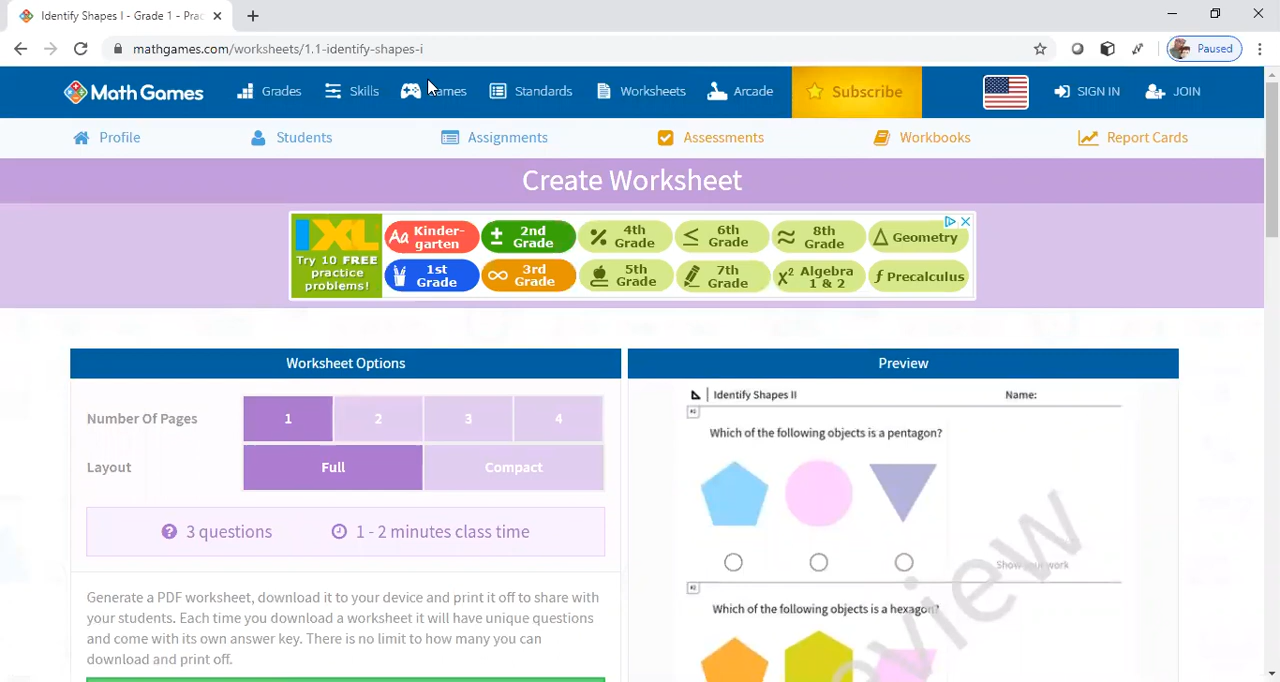 Identify Shapes I - Grade 1 - Prac
mathgames.com/worksheets/1.1-identify-shapes-i
Paused
Math Games
Grades
Skills
Games
Standards
Worksheets
Arcade
Subscribe
SIGN IN
JOIN
Profile
Students
Assignments
Assessments
Workbooks
Report Cards
Create Worksheet
IXL
Try 10 FREE
practice
problems!
Aa Kinder-
garten
± 2nd
Grade
% 4th
Grade
≤ 6th
Grade
≈ 8th
Grade
Geometry
1st
Grade
∞ 3rd
Grade
5th
Grade
7th
Grade
x² Algebra
1 & 2
ƒ Precalculus
Worksheet Options
Number Of Pages
1 2 3 4
Layout
Full Compact
3 questions 1 - 2 minutes class time
Generate a PDF worksheet, download it to your device and print it off to share with
your students. Each time you download a worksheet it will have unique questions
and come with its own answer key. There is no limit to how many you can
download and print off.
Preview
Identify Shapes II Name:
Which of the following objects is a pentagon?
Show your work
Which of the following objects is a hexagon?